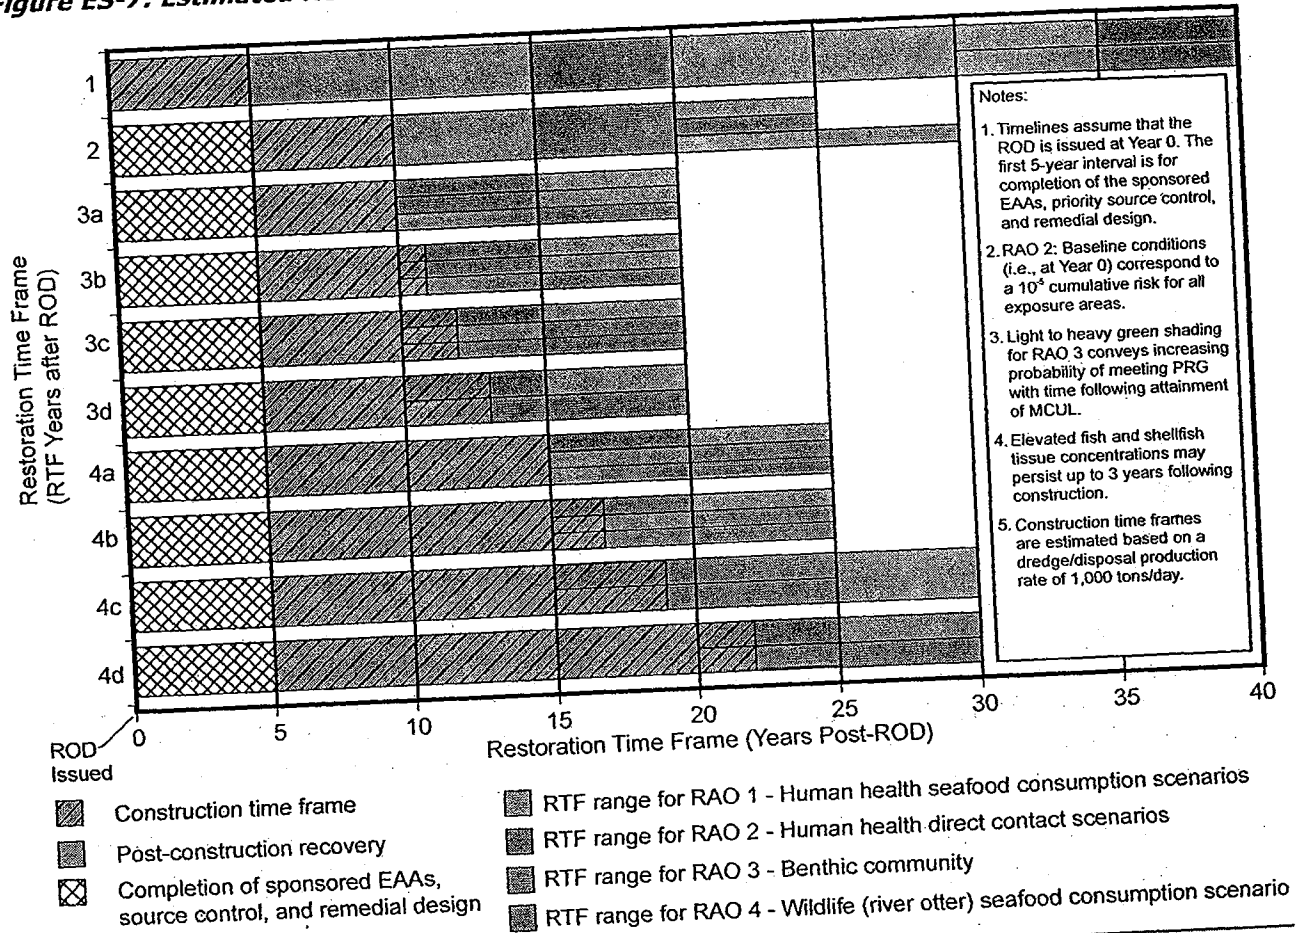 Figure ES-7. Estimated
1
2
3a
3b
3c
3d
4a
4b
4c
4d
Restoration Time Frame
(RTF Years after ROD)
Notes:
1. Timelines assume that the
ROD is issued at Year 0. The
first 5-year interval is for
completion of the sponsored
EAAs, priority source control,
and remedial design.
2. RAO 2: Baseline conditions
(i.e., at Year 0) correspond to
a cumulative risk for all
exposure areas.
3. Light to heavy green shading
for RAO 3 conveys increasing
probability of meeting PRG
with time following attainment
of MCUL.
4. Elevated fish and shellfish
tissue concentrations may
persist up to 3 years following
construction.
5. Construction time frames
are estimated based on a
dredge/disposal production
rate of 1,000 tons/day.
0 5 10 15 20 25 30 35 40
ROD
Issued
Restoration Time Frame (Years Post-ROD)
Construction time frame
Post-construction recovery
Completion of sponsored EAAs,
source control, and remedial design
RTF range for RAO 1 - Human health seafood consumption scenarios
RTF range for RAO 2 - Human health direct contact scenarios
RTF range for RAO 3 - Benthic community
RTF range for RAO 4 - Wildlife (river otter) seafood consumption scenario